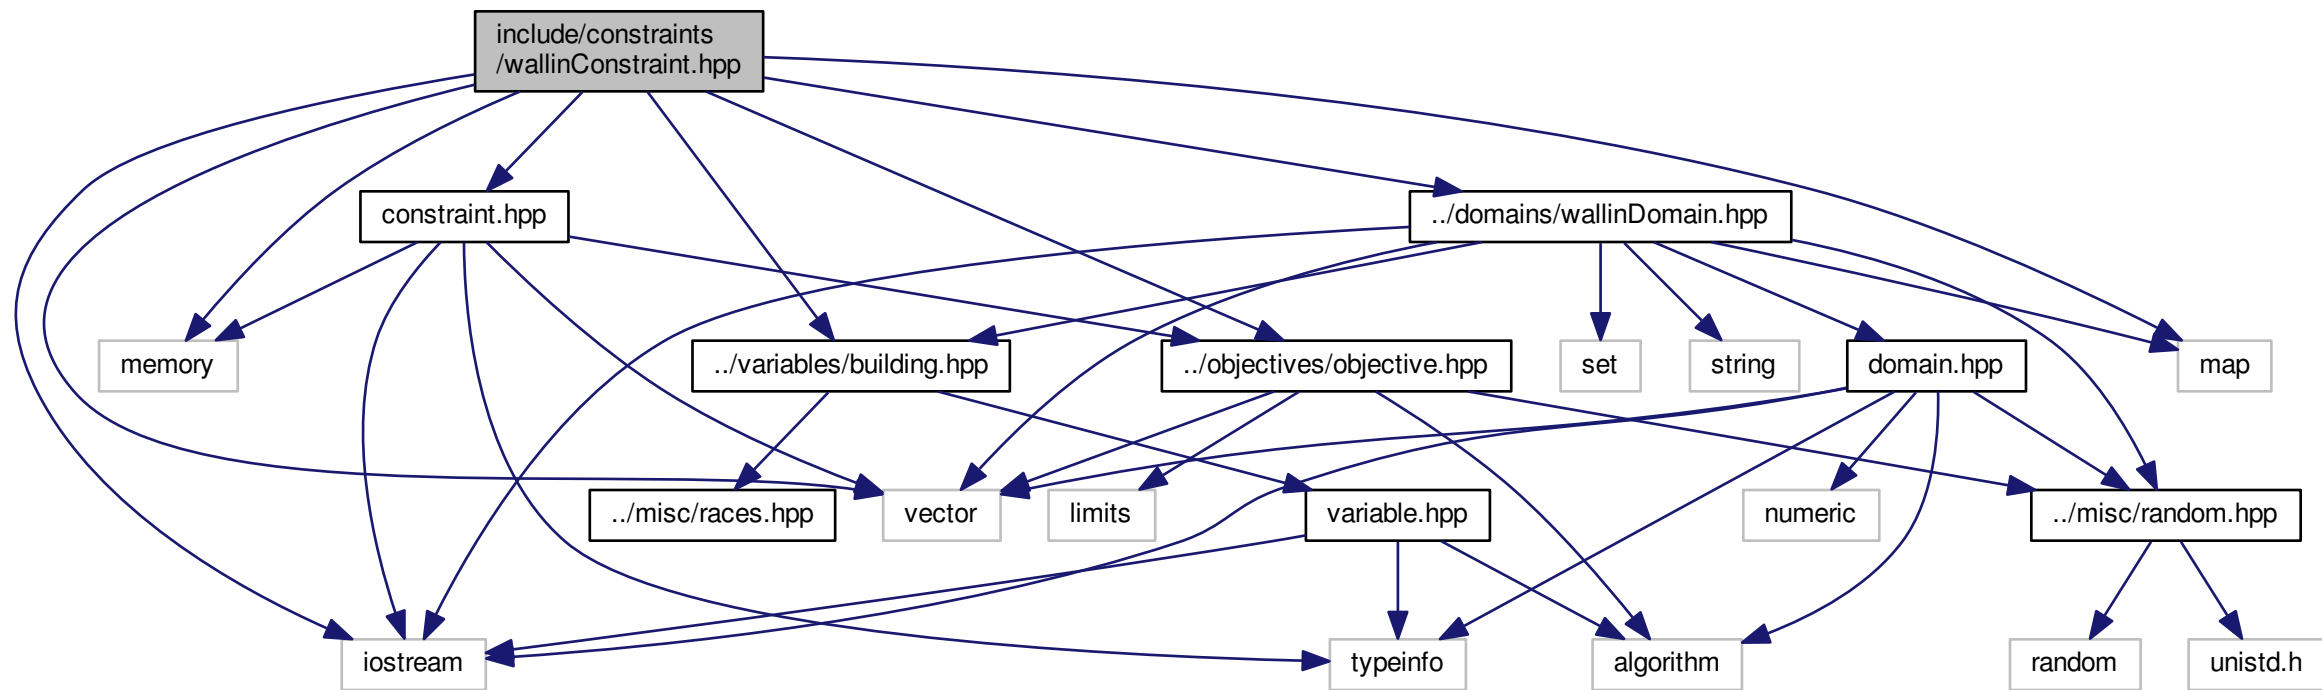 include/constraints
/wallinConstraint.hpp
constraint.hpp
../domains/wallinDomain.hpp
memory
../variables/building.hpp
../objectives/objective.hpp
set
string
domain.hpp
map
../misc/races.hpp
vector
limits
variable.hpp
numeric
../misc/random.hpp
iostream
typeinfo
algorithm
random
unistd.h